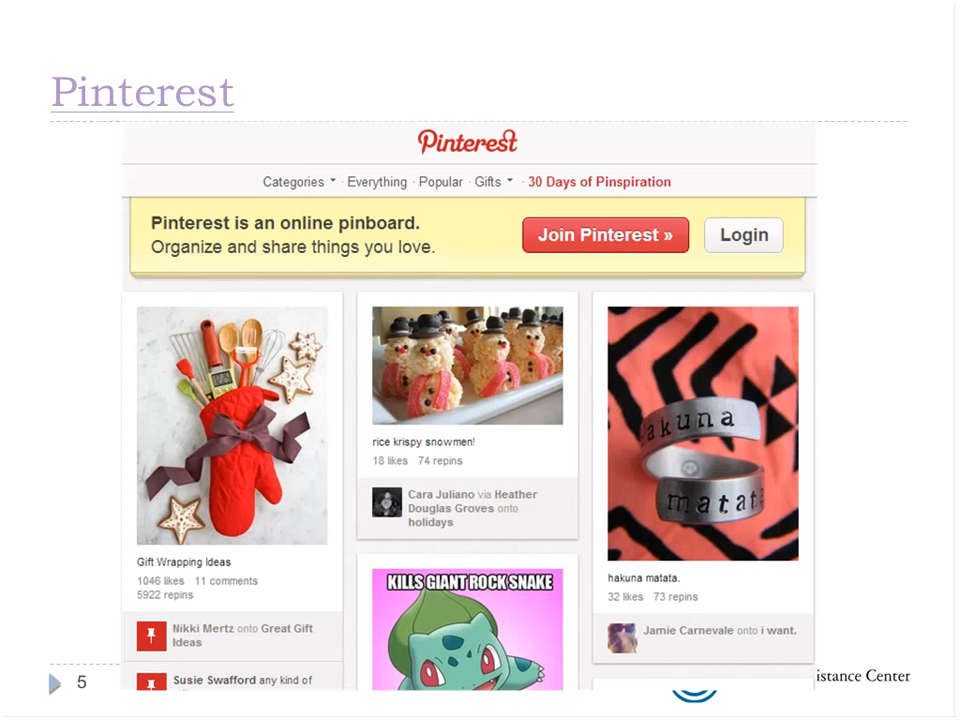 Pinterest
Pinterest
Categories · Everything · Popular · Gifts · 30 Days of Pinspiration
Pinterest is an online pinboard.
Organize and share things you love.
Join Pinterest »
Login
Gift Wrapping Ideas
1046 likes 11 comments
5922 repins
Nikki Mertz onto Great Gift
Ideas
Susie Swafford any kind of
rice krispy snowmen!
18 likes 74 repins
Cara Juliano via Heather
Douglas Groves onto
holidays
KILLS GIANT ROCK SNAKE
akuna
matata
hakuna matata.
32 likes 73 repins
Jamie Carnevale onto i want.
5
istance Center